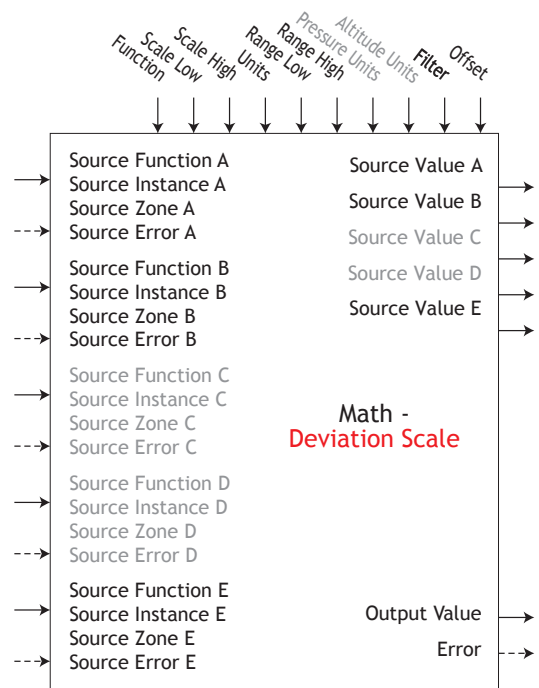 Function
Scale Low
Scale High
Units
Range Low
Range High
Pressure Units
Altitude Units
Filter
Offset
Source Function A
Source Instance A
Source Zone A
Source Error A
Source Function B
Source Instance B
Source Zone B
Source Error B
Source Function C
Source Instance C
Source Zone C
Source Error C
Source Function D
Source Instance D
Source Zone D
Source Error D
Source Function E
Source Instance E
Source Zone E
Source Error E
Source Value A
Source Value B
Source Value C
Source Value D
Source Value E
Math -
Deviation Scale
Output Value
Error